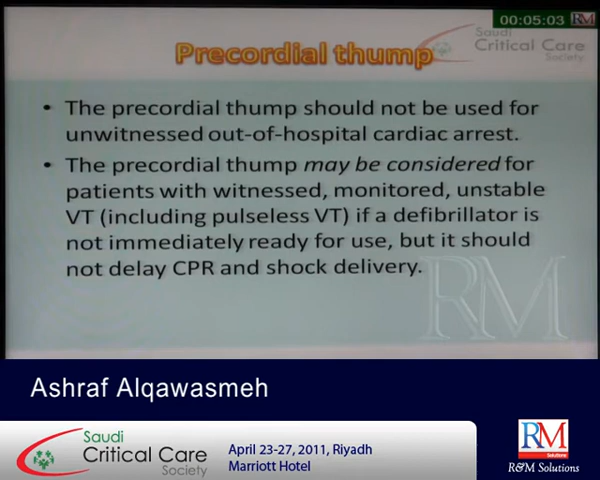 00:05:03 RM
Saudi
Critical Care
Society
Precordial thump
• The precordial thump should not be used for
unwitnessed out-of-hospital cardiac arrest.
• The precordial thump may be considered for
patients with witnessed, monitored, unstable
VT (including pulseless VT) if a defibrillator is
not immediately ready for use, but it should
not delay CPR and shock delivery.
RM
Ashraf Alqawasmeh
Saudi
Critical Care
Society
April 23-27, 2011, Riyadh
Marriott Hotel
RM
Solutions
R&M Solutions